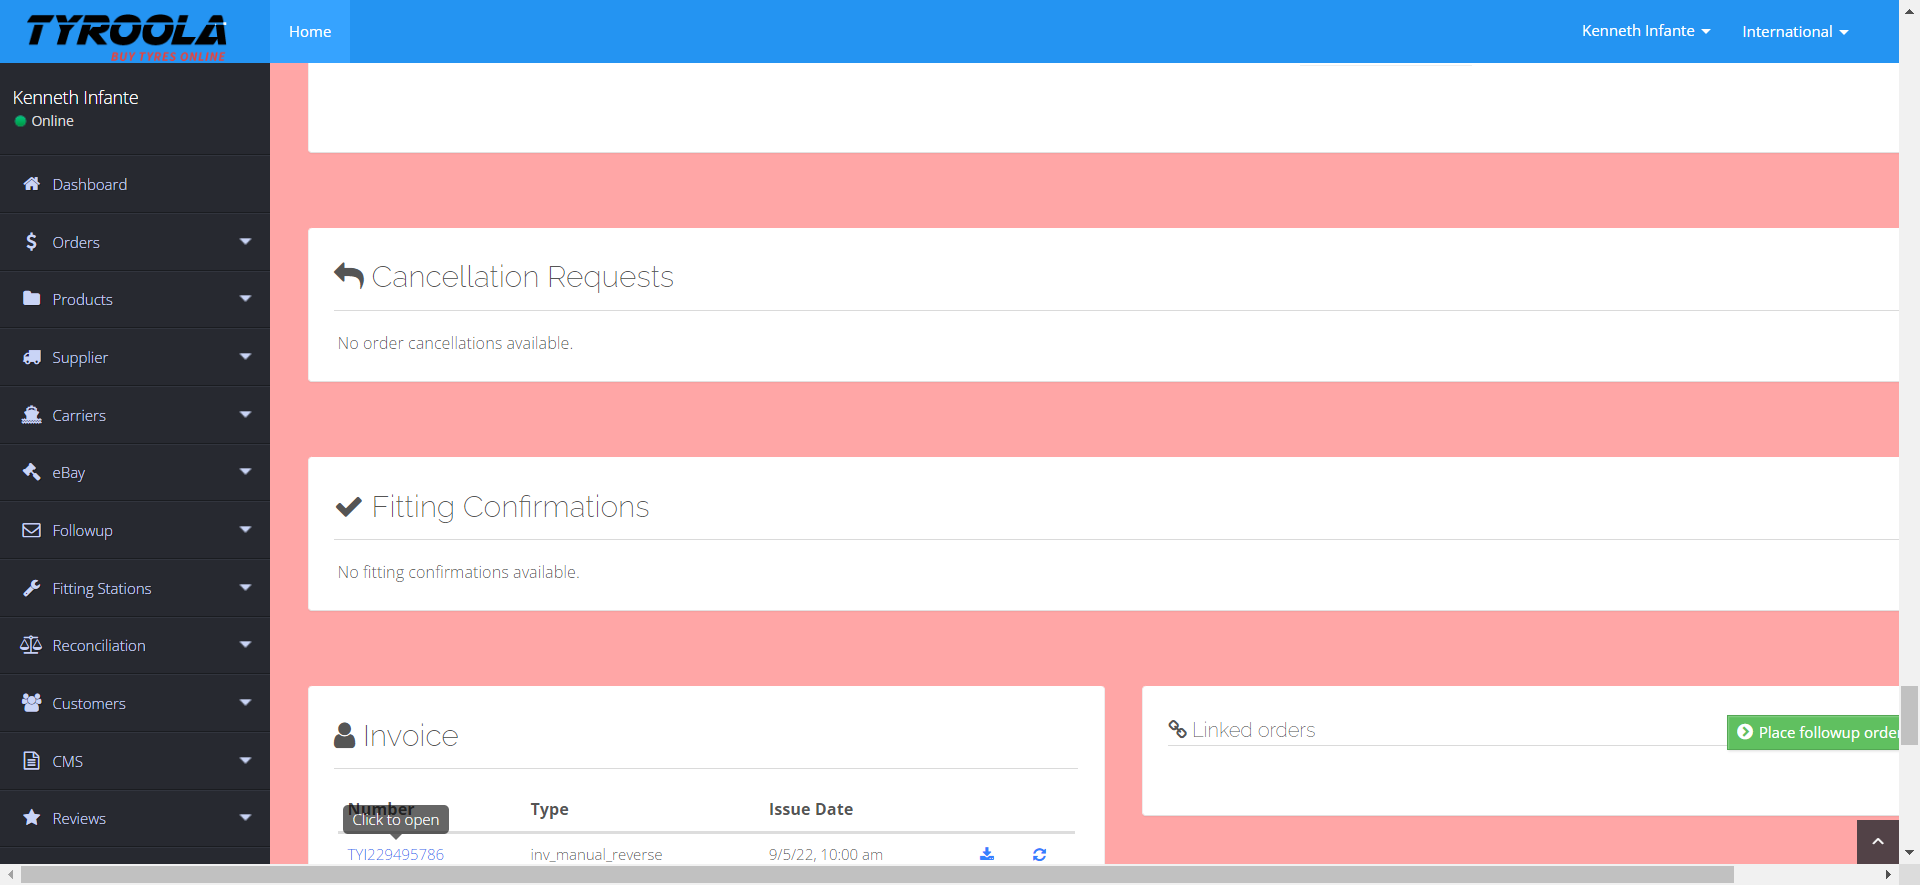 TYROOLA
BUY TYRES ONLINE
Home
Kenneth Infante
International
Kenneth Infante
Online
Dashboard
Orders
Products
Supplier
Carriers
eBay
Followup
Fitting Stations
Reconciliation
Customers
CMS
Reviews
Cancellation Requests
No order cancellations available.
Fitting Confirmations
No fitting confirmations available.
Invoice
Number Type Issue Date
Click to open
TYI229495786 inv_manual_reverse 9/5/22, 10:00 am
Linked orders
Place followup order